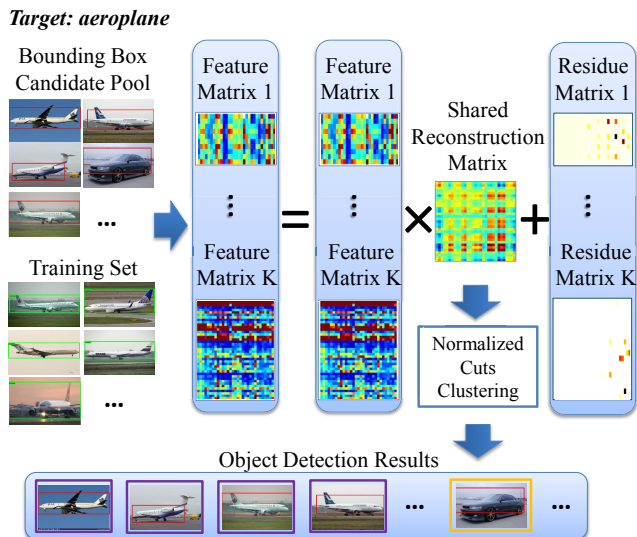 Target: aeroplane
Bounding Box
Candidate Pool
...
Training Set
...
Feature
Matrix 1
...
Feature
Matrix K
=
Feature
Matrix 1
...
Feature
Matrix K
×
Shared
Reconstruction
Matrix
+
Residue
Matrix 1
...
Residue
Matrix K
Normalized
Cuts
Clustering
Object Detection Results
...
...